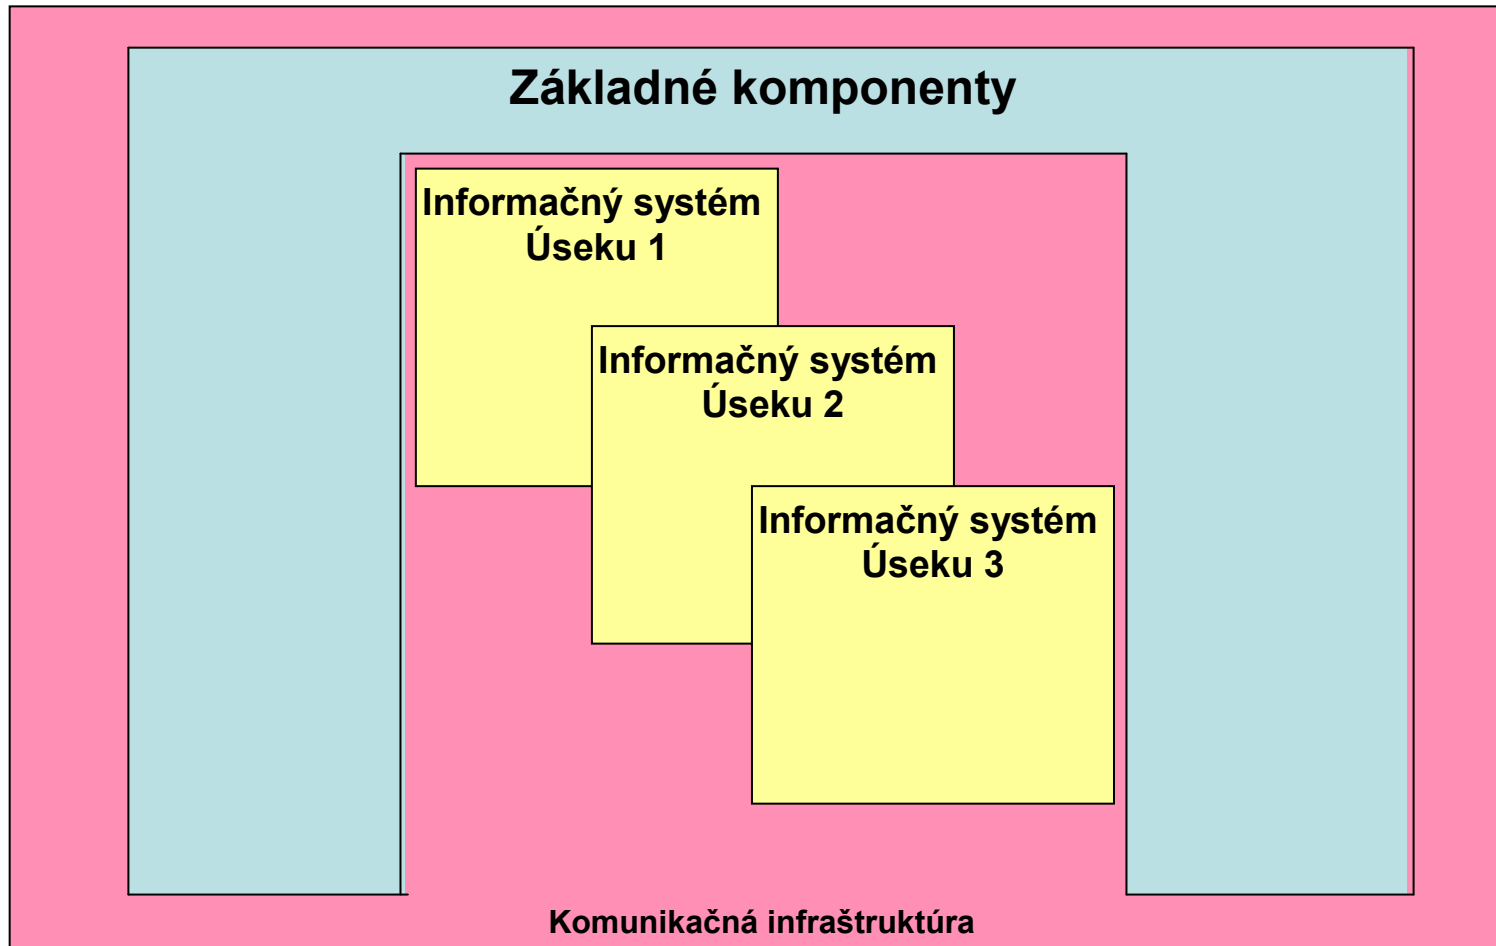 Základné komponenty
Informačný systém
Úseku 1
Informačný systém
Úseku 2
Informačný systém
Úseku 3
Komunikačná infraštruktúra